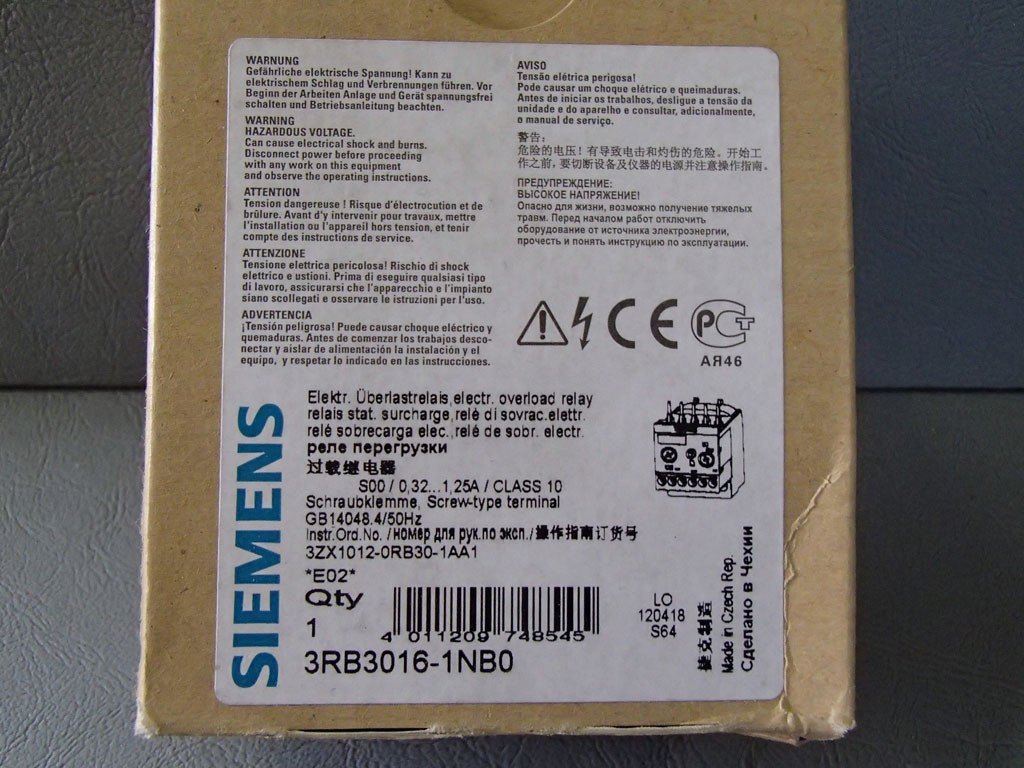 WARNUNG
Gefährliche elektrische Spannung! Kann zu
elektrischem Schlag und Verbrennungen führen. Vor
Beginn der Arbeiten Anlage und Gerät spannungsfrei
schalten und Betriebsanleitung beachten.
WARNING
HAZARDOUS VOLTAGE.
Can cause electrical shock and burns.
Disconnect power before proceeding
with any work on this equipment
and observe the operating instructions.
ATTENTION
Tension dangereuse ! Risque d'électrocution et de
brûlure. Avant d'y intervenir pour travaux, mettre
l'installation ou l'appareil hors tension, et tenir
compte des instructions de service.
ATTENZIONE
Tensione elettrica pericolosa! Rischio di shock
elettrico e ustioni. Prima di eseguire qualsiasi tipo
di lavoro, assicurarsi che l'apparecchio e l'impianto
siano scollegati e osservare le istruzioni per l'uso.
ADVERTENCIA
¡Tensión peligrosa! Puede causar choque eléctrico y
quemaduras. Antes de comenzar los trabajos desco-
nectar y aislar de alimentación la instalación y el
equipo, y respetar lo indicado en las instrucciones.
AVISO
Tensão elétrica perigosa!
Pode causar um choque elétrico e queimaduras.
Antes de iniciar os trabalhos, desligue a tensão da
unidade e do aparelho e consultar, adicionalmente,
o manual de serviço.
警告:
危险的电压! 有导致电击和灼伤的危险。开始工
作之前, 要切断设备及仪器的电源并注意操作指南。
ПРЕДУПРЕЖДЕНИЕ:
ВЫСОКОЕ НАПРЯЖЕНИЕ!
Опасно для жизни, возможно получение тяжелых
травм. Перед началом работ отключить
оборудование от источника электроэнергии,
прочесть и понять инструкцию по эксплуатации.
CE РСТ
АЯ46
SIEMENS
Elektr. Überlastrelais,electr. overload relay
relais stat. surcharge,relè di sovrac.elettr.
relé sobrecarga elec.,relé de sobr. electr.
реле перегрузки
过载继电器
S00 / 0,32...1,25A / CLASS 10
Schraubklemme, Screw-type terminal
GB14048.4/50Hz
Instr.Ord.No. /номер для рук.по эксп./操作指南订货号
3ZX1012-0RB30-1AA1
*E02*
Qty
1
4 011209 748545
3RB3016-1NB0
LO
120418
S64
捷克制造
Made in Czech Rep.
Сделано в Чехии